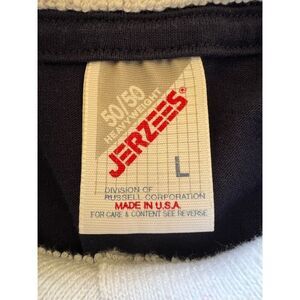 50/50
HEAVYWEIGHT
JERZEES
L
DIVISION OF
RUSSELL CORPORATION
MADE IN U.S.A.
FOR CARE & CONTENT SEE REVERSE